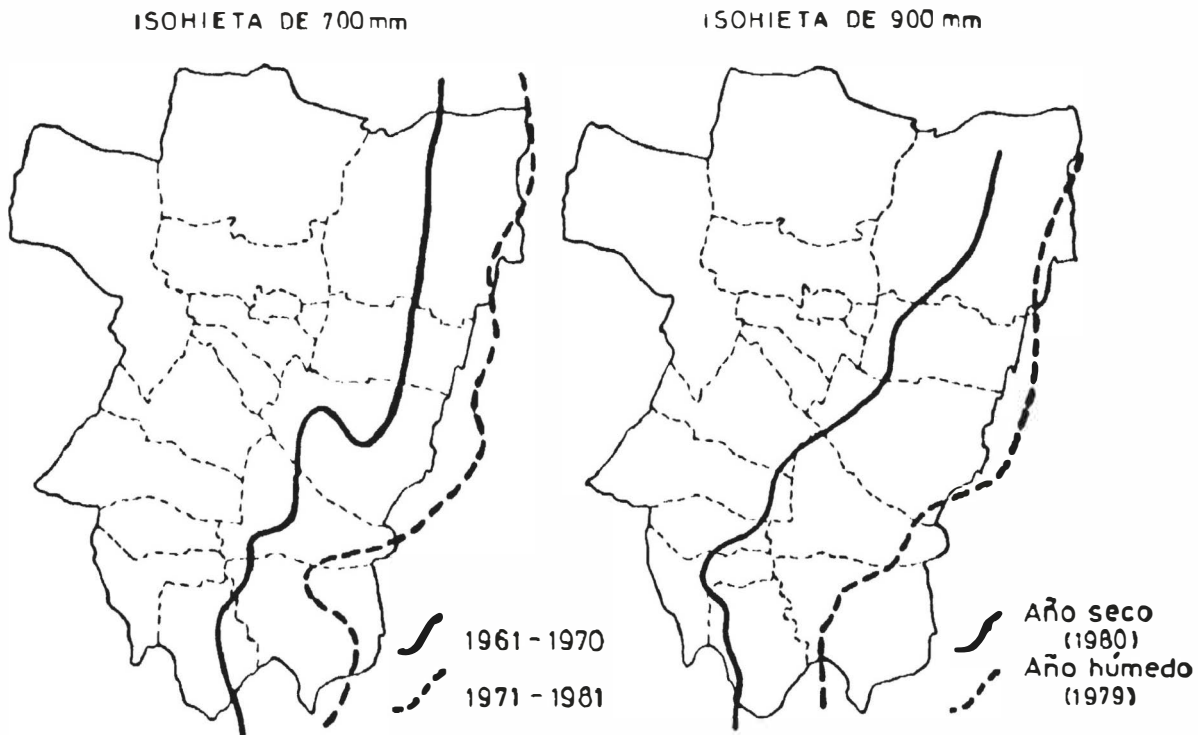 ISOHIETA DE 700 mm
1961 - 1970
1971 - 1981
ISOHIETA DE 900 mm
Año seco
(1980)
Año húmedo
(1979)